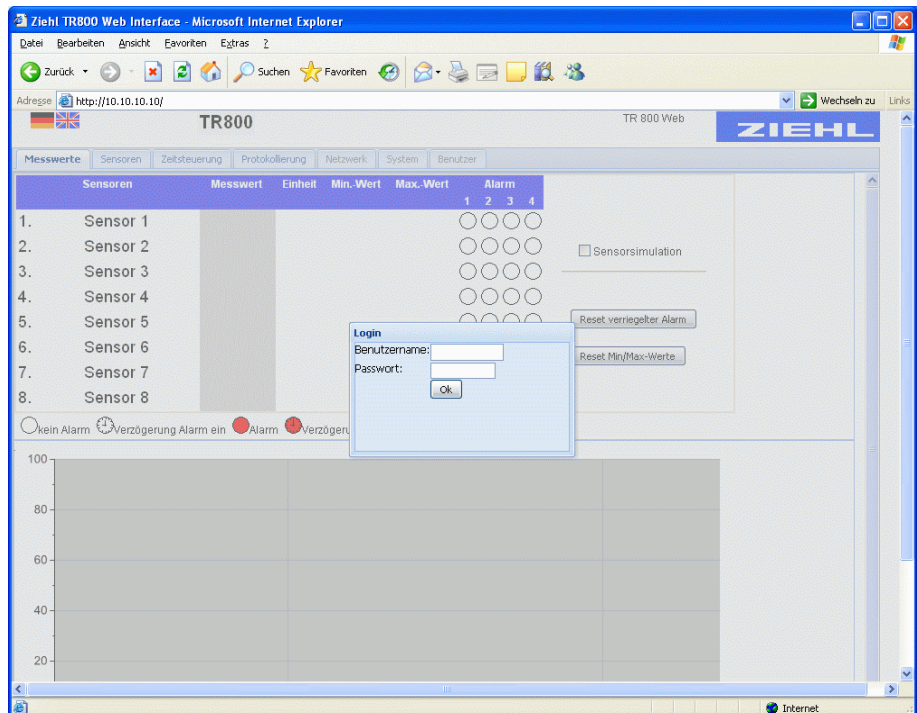 Ziehl TR800 Web Interface - Microsoft Internet Explorer
Datei Bearbeiten Ansicht Favoriten Extras ?
Zurück Suchen Favoriten
Adresse http://10.10.10.10/ Wechseln zu Links
TR800 TR 800 Web ZIEHL
Messwerte Sensoren Zeitsteuerung Protokollierung Netzwerk System Benutzer
Sensoren Messwert Einheit Min.-Wert Max.-Wert Alarm
1 2 3 4
1. Sensor 1
2. Sensor 2
Sensorsimulation
3. Sensor 3
4. Sensor 4
5. Sensor 5
Reset verriegelter Alarm
6. Sensor 6
Reset Min/Max-Werte
7. Sensor 7
8. Sensor 8
Login
Benutzername:
Passwort:
Ok
kein Alarm Verzögerung Alarm ein Alarm
100
80
60
40
20
Internet